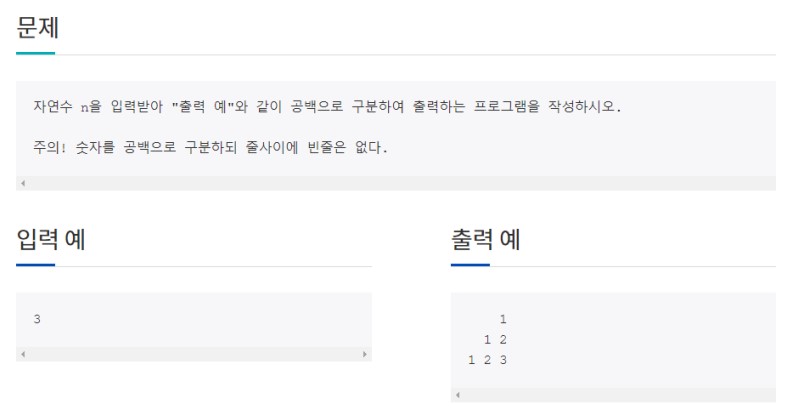 문제
자연수 n을 입력받아 "출력 예"와 같이 공백으로 구분하여 출력하는 프로그램을 작성하시오.
주의! 숫자를 공백으로 구분하되 줄사이에 빈줄은 없다.
입력 예
3
출력 예
    1
  1 2
1 2 3